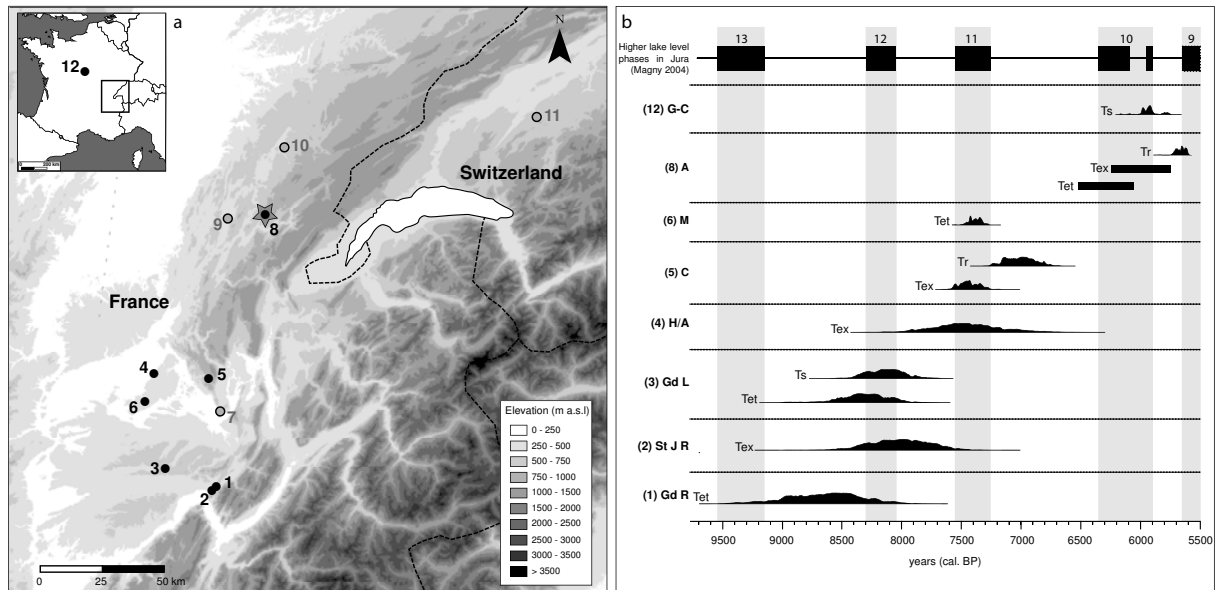 a
N
12
0
200 km
11
10
Switzerland
9
8
France
4
5
6
7
3
1
2
Elevation (m a.s.l)
0 - 250
250 - 500
500 - 750
750 - 1000
1000 - 1500
1500 - 2000
2000 - 2500
2500 - 3000
3000 - 3500
> 3500
0 25 50 km
b
13 12 11 10 9
Higher lake level
phases in Jura
(Magny 2004)
(12) G-C
Ts
(8) A
Tr
Tex
Tet
(6) M
Tet
(5) C
Tr
Tex
(4) H/A
Tex
(3) Gd L
Ts
Tet
(2) St J R
Tex
(1) Gd R
Tet
9500 9000 8500 8000 7500 7000 6500 6000 5500
years (cal. BP)